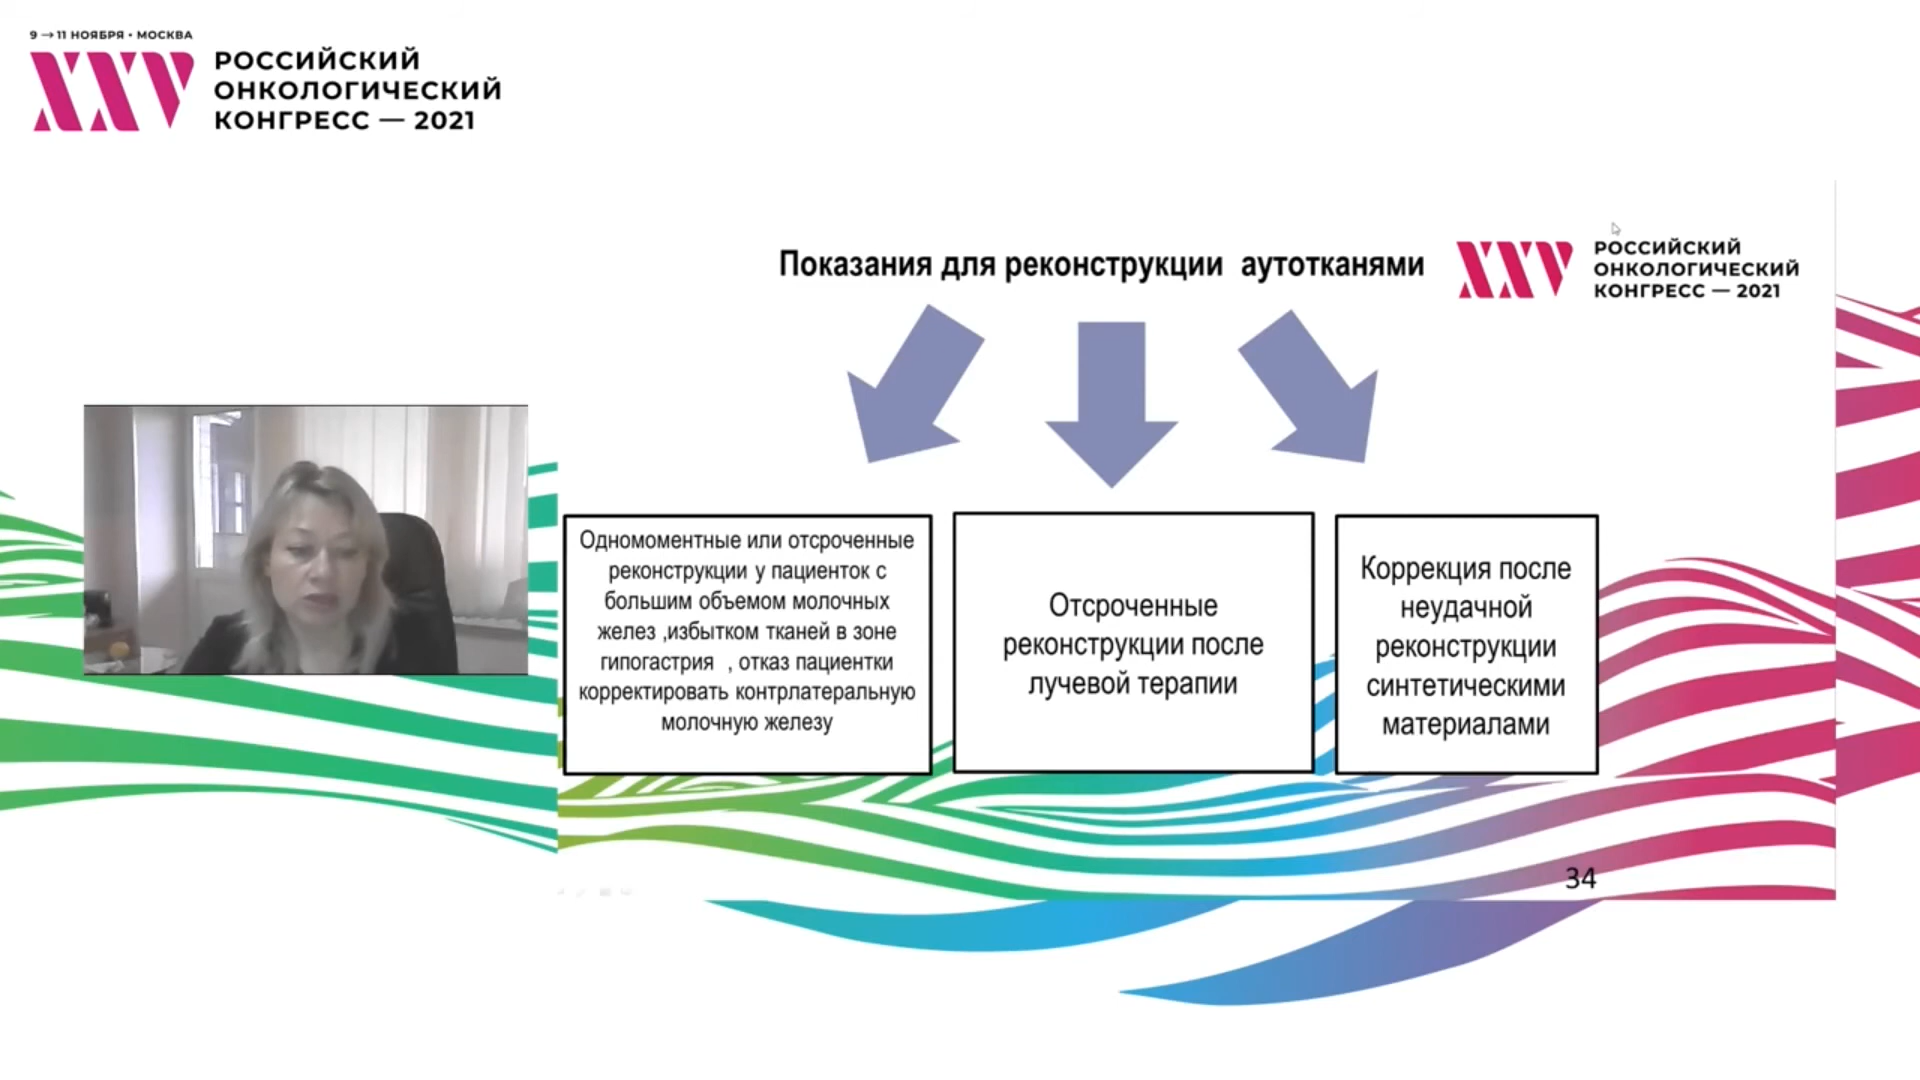 9 → 11 НОЯБРЯ • МОСКВА
XXV
РОССИЙСКИЙ
ОНКОЛОГИЧЕСКИЙ
КОНГРЕСС — 2021
Показания для реконструкции аутотканями
XXV
РОССИЙСКИЙ
ОНКОЛОГИЧЕСКИЙ
КОНГРЕСС — 2021
Одномоментные или отсроченные
реконструкции у пациенток с
большим объемом молочных
желез ,избытком тканей в зоне
гипогастрия , отказ пациентки
корректировать контрлатеральную
молочную железу
Отсроченные
реконструкции после
лучевой терапии
Коррекция после
неудачной
реконструкции
синтетическими
материалами
34